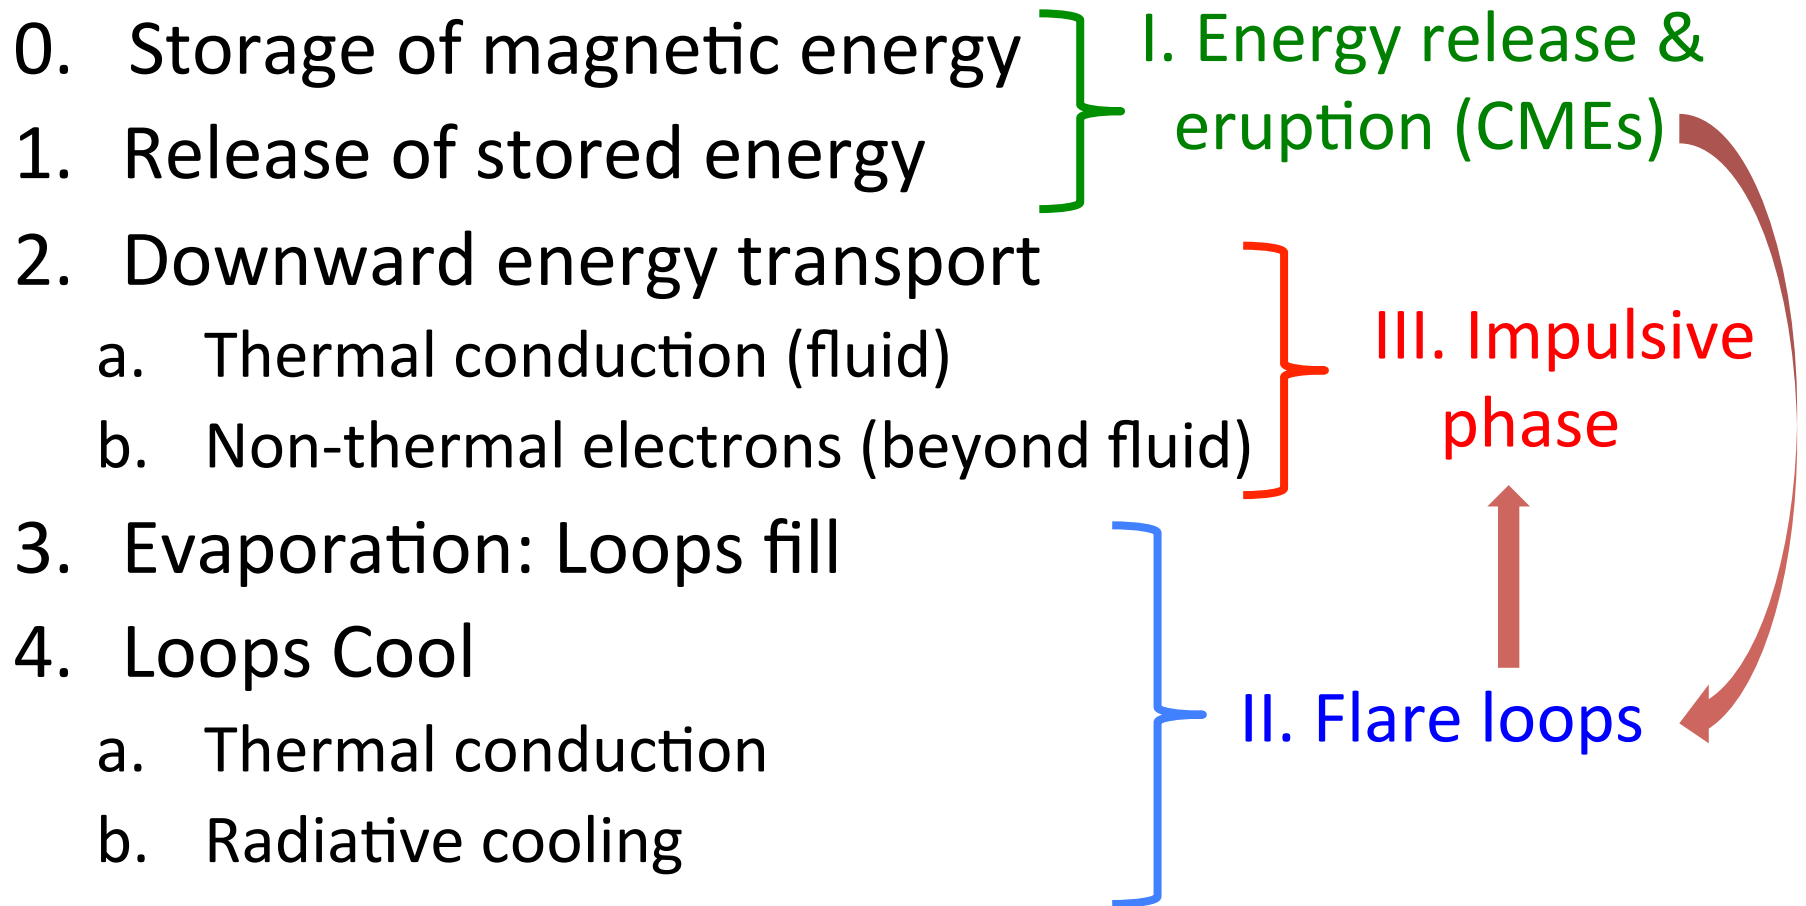 0. Storage of magnetic energy
1. Release of stored energy
2. Downward energy transport
a. Thermal conduction (fluid)
b. Non-thermal electrons (beyond fluid)
3. Evaporation: Loops fill
4. Loops Cool
a. Thermal conduction
b. Radiative cooling
I. Energy release &
eruption (CMEs)
III. Impulsive
phase
II. Flare loops